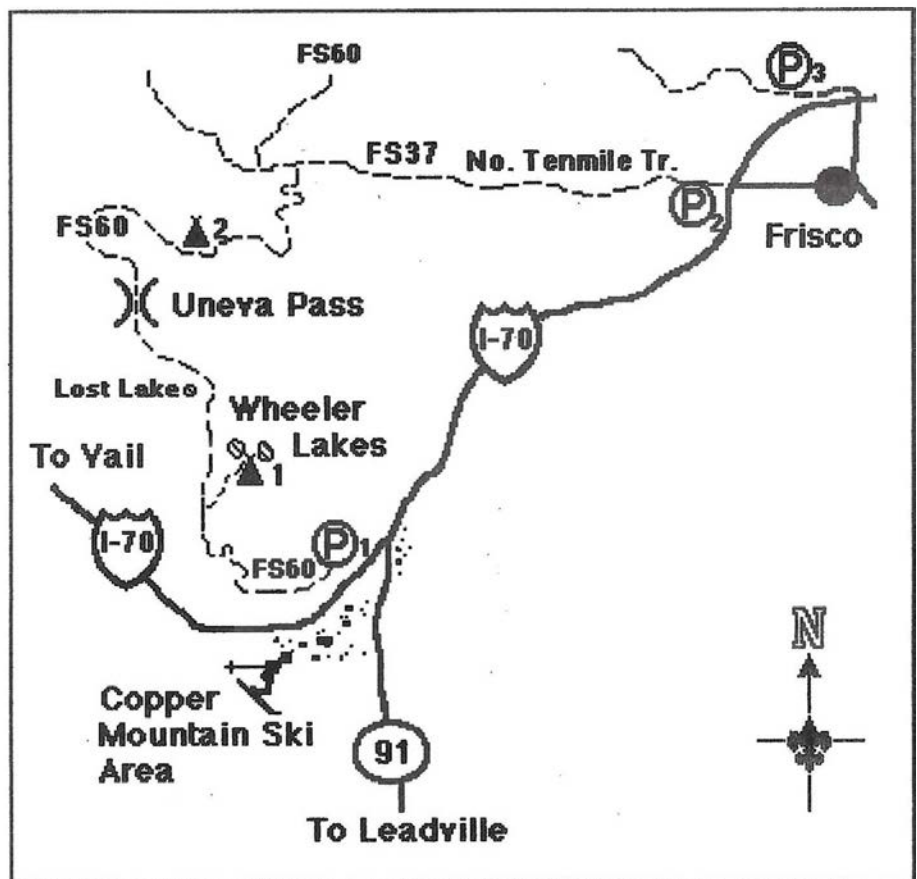 FS60
P3
FS37
No. Tenmile Tr.
P2
Frisco
FS60
2
Uneva Pass
I-70
Lost Lake
Wheeler
Lakes
1
To Vail
I-70
FS60
P1
N
Copper
Mountain Ski
Area
91
To Leadville